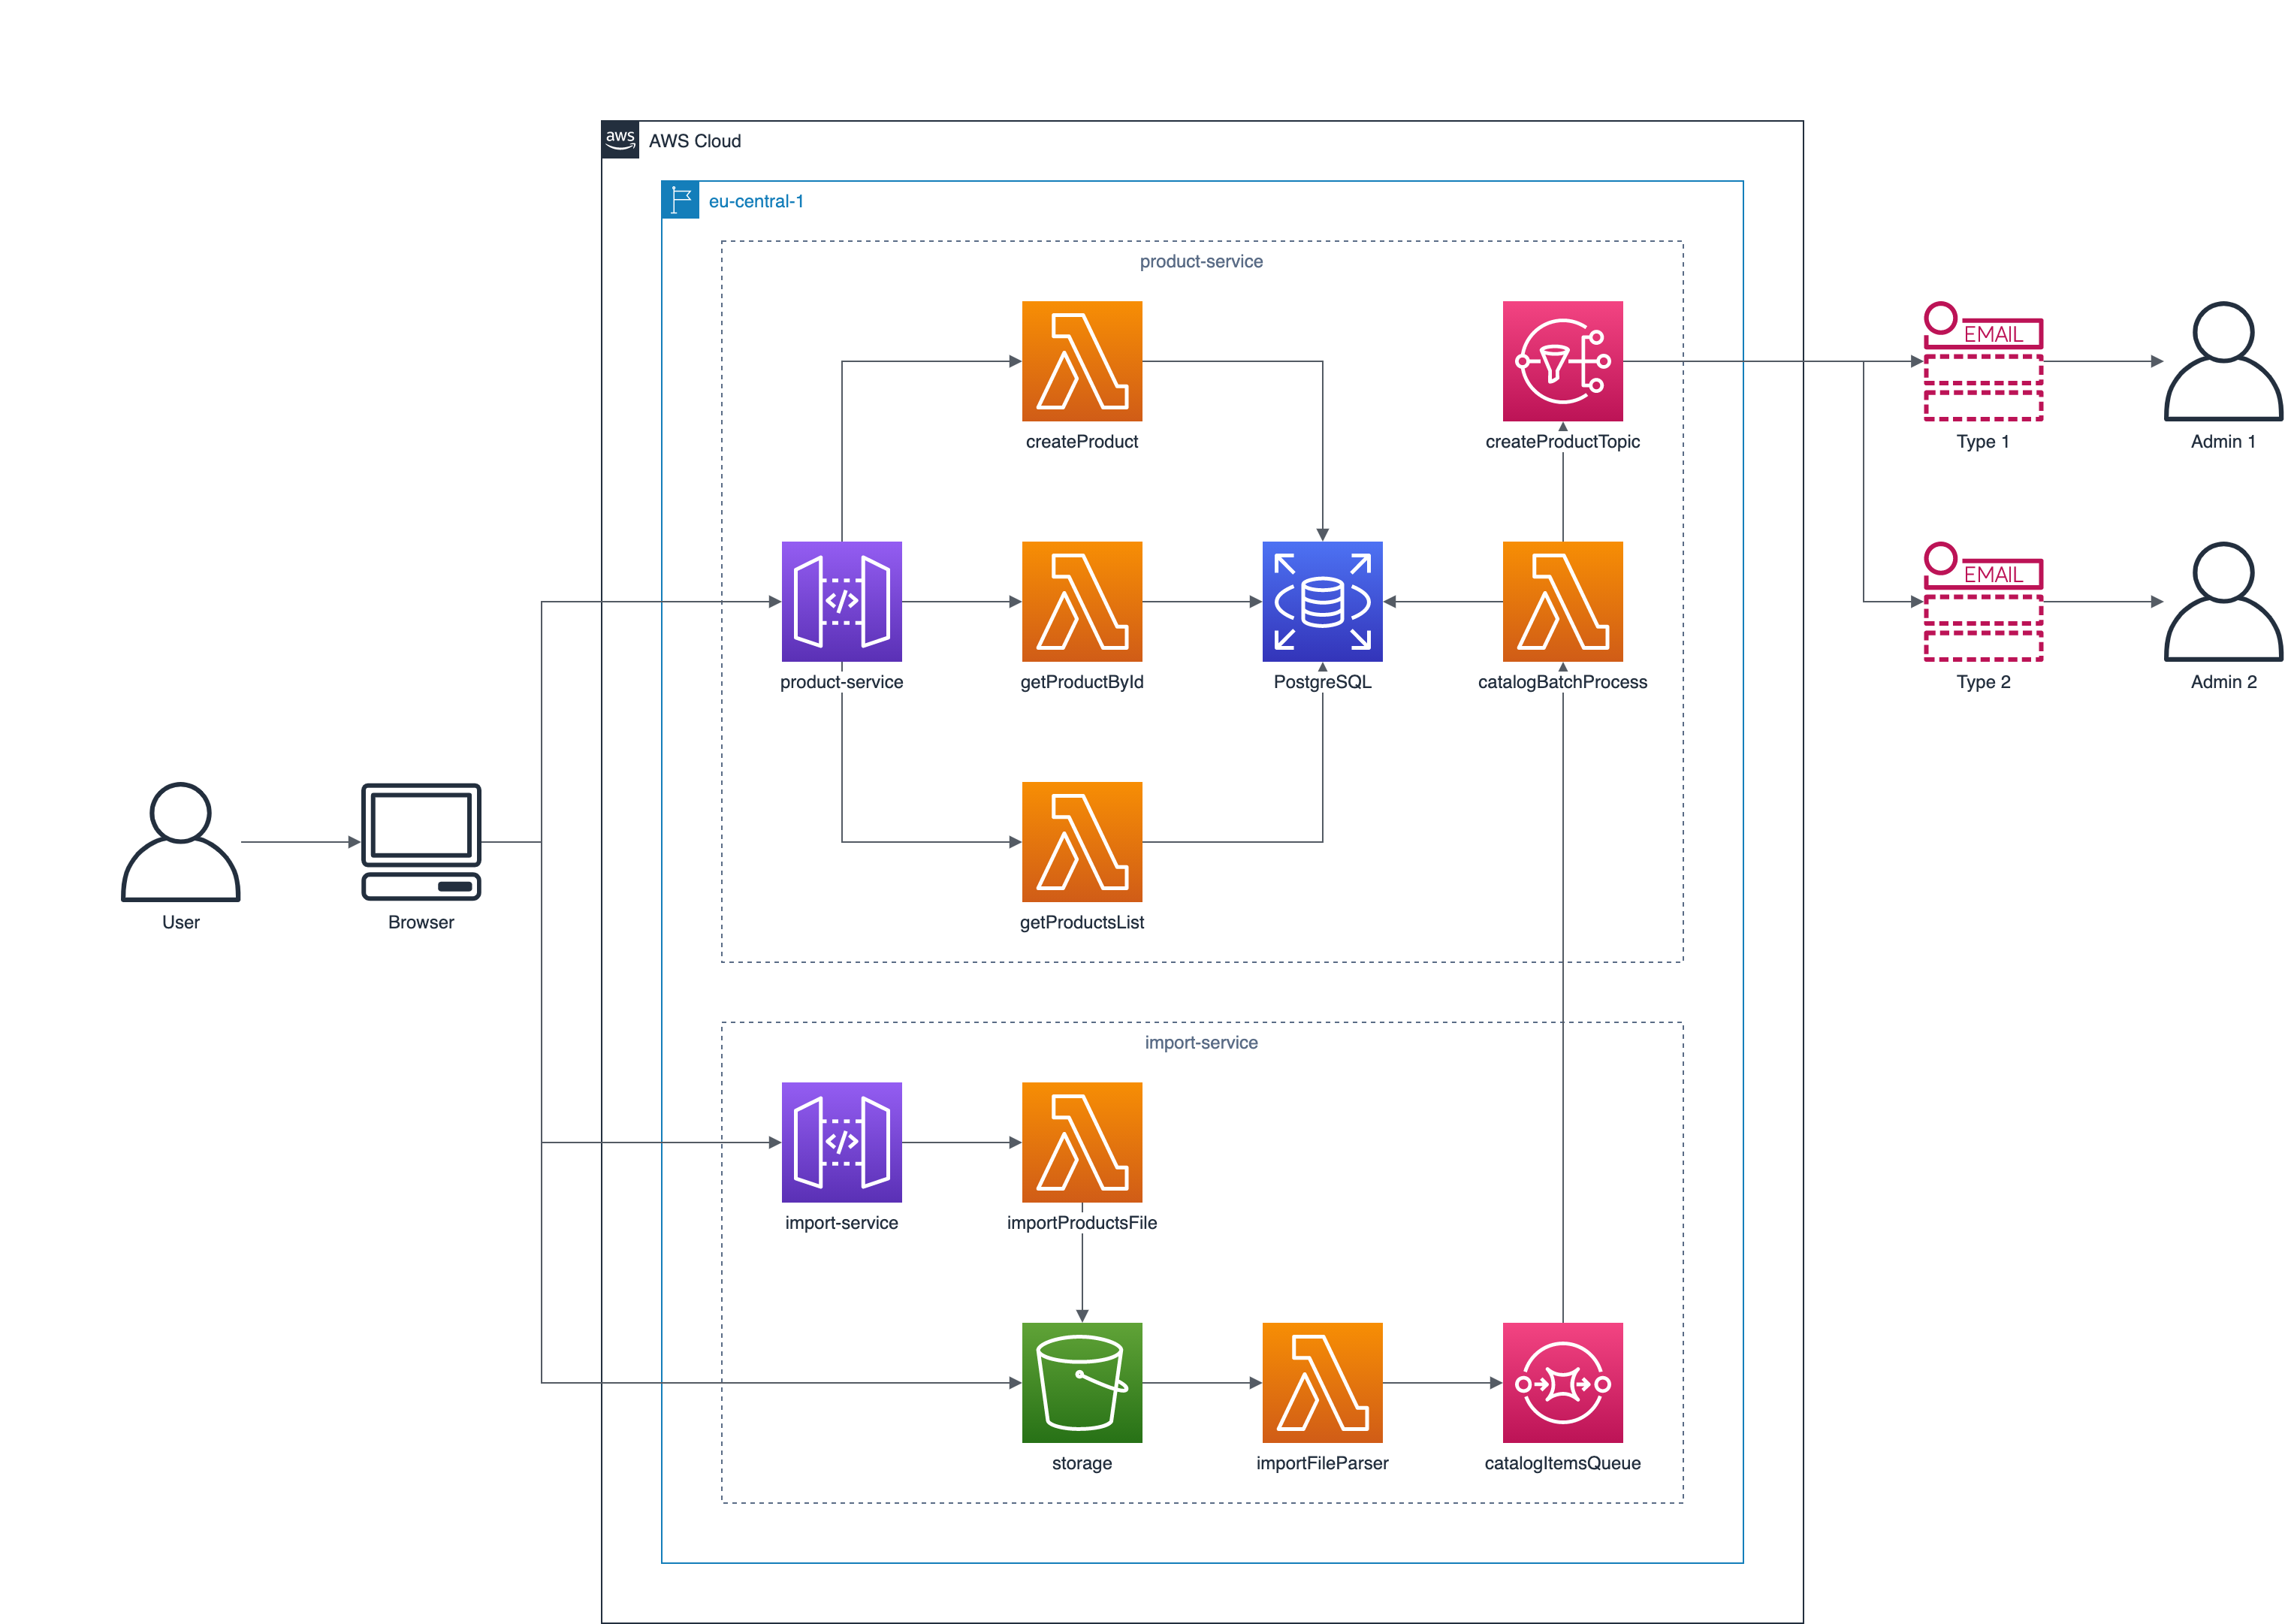 aws
AWS Cloud
eu-central-1
product-service
createProduct
createProductTopic
EMAIL
Type 1
Admin 1
product-service
getProductById
PostgreSQL
catalogBatchProcess
EMAIL
Type 2
Admin 2
User
Browser
getProductsList
import-service
</>
import-service
importProductsFile
storage
importFileParser
catalogItemsQueue